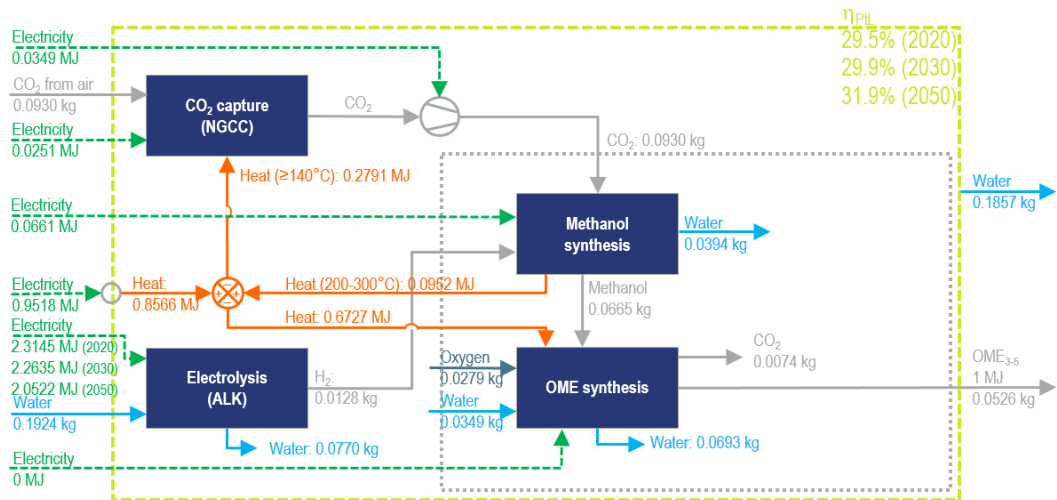 η_PtL
29.5% (2020)
29.9% (2030)
31.9% (2050)
Electricity
0.0349 MJ
CO₂ from air
0.0930 kg
CO₂ capture
(NGCC)
CO₂
Electricity
0.0251 MJ
CO₂: 0.0930 kg
Heat (≥140°C): 0.2791 MJ
Water
0.1857 kg
Electricity
0.0661 MJ
Methanol
synthesis
Water
0.0394 kg
Electricity
0.9518 MJ
Heat:
0.8566 MJ
Heat (200-300°C): 0.0952 MJ
Methanol
0.0665 kg
Heat: 0.6727 MJ
Electricity
2.3145 MJ (2020)
2.2635 MJ (2030)
2.0522 MJ (2050)
Electrolysis
(ALK)
H₂:
0.0128 kg
Oxygen
0.0279 kg
OME synthesis
CO₂
0.0074 kg
OME₃₋₅
1 MJ
0.0526 kg
Water
0.1924 kg
Water
0.0349 kg
Water: 0.0770 kg
Water: 0.0693 kg
Electricity
0 MJ